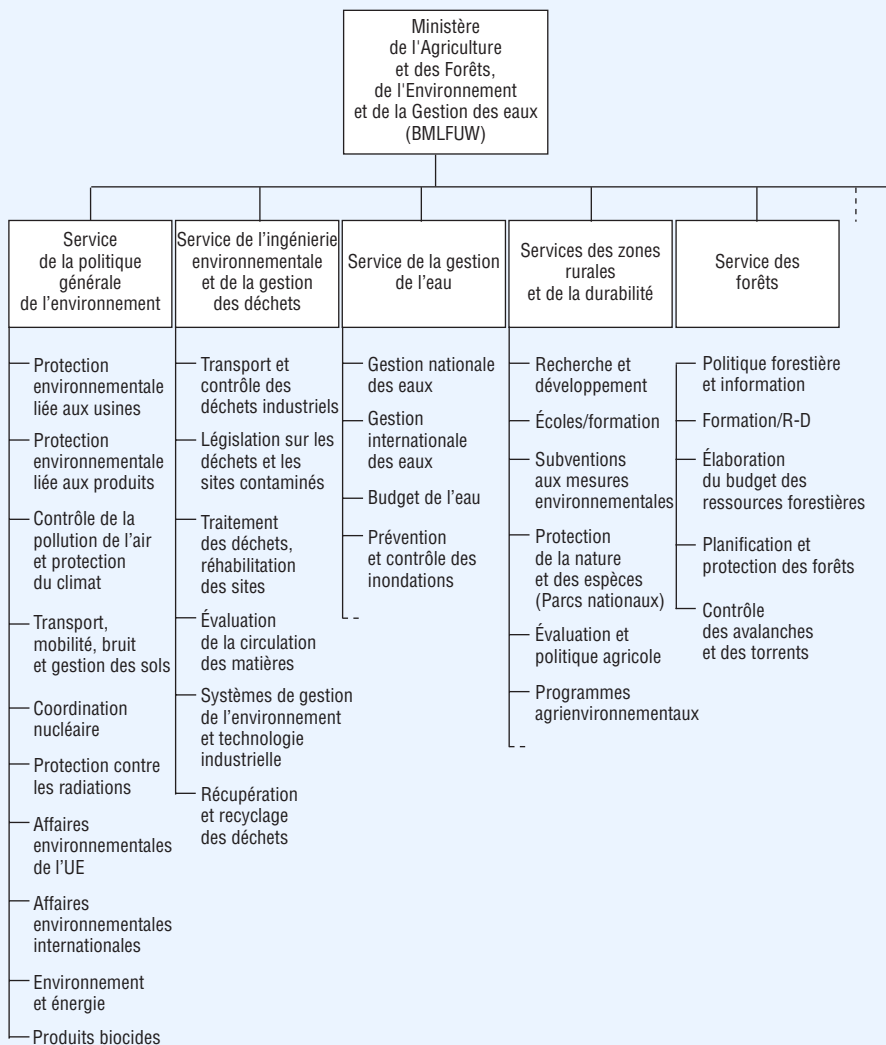 Ministère
de l'Agriculture
et des Forêts,
de l'Environnement
et de la Gestion des eaux
(BMLFUW)
Service
de la politique
générale
de l'environnement
Service de l'ingénierie
environnementale
et de la gestion
des déchets
Service de la gestion
de l'eau
Services des zones
rurales
et de la durabilité
Service des
forêts
Protection
environnementale
liée aux usines
Protection
environnementale
liée aux produits
Contrôle de la
pollution de l'air
et protection
du climat
Transport,
mobilité, bruit
et gestion des sols
Coordination
nucléaire
Protection contre
les radiations
Affaires
environnementales
de l'UE
Affaires
environnementales
internationales
Environnement
et énergie
Produits biocides
Transport et
contrôle des
déchets industriels
Législation sur les
déchets et les
sites contaminés
Traitement
des déchets,
réhabilitation
des sites
Évaluation
de la circulation
des matières
Systèmes de gestion
de l'environnement
et technologie
industrielle
Récupération
et recyclage
des déchets
Gestion nationale
des eaux
Gestion
internationale
des eaux
Budget de l'eau
Prévention
et contrôle des
inondations
Recherche et
développement
Écoles/formation
Subventions
aux mesures
environnementales
Protection
de la nature
et des espèces
(Parcs nationaux)
Évaluation et
politique agricole
Programmes
agrienvironnementaux
Politique forestière
et information
Formation/R-D
Élaboration
du budget des
ressources forestières
Planification et
protection des forêts
Contrôle
des avalanches
et des torrents